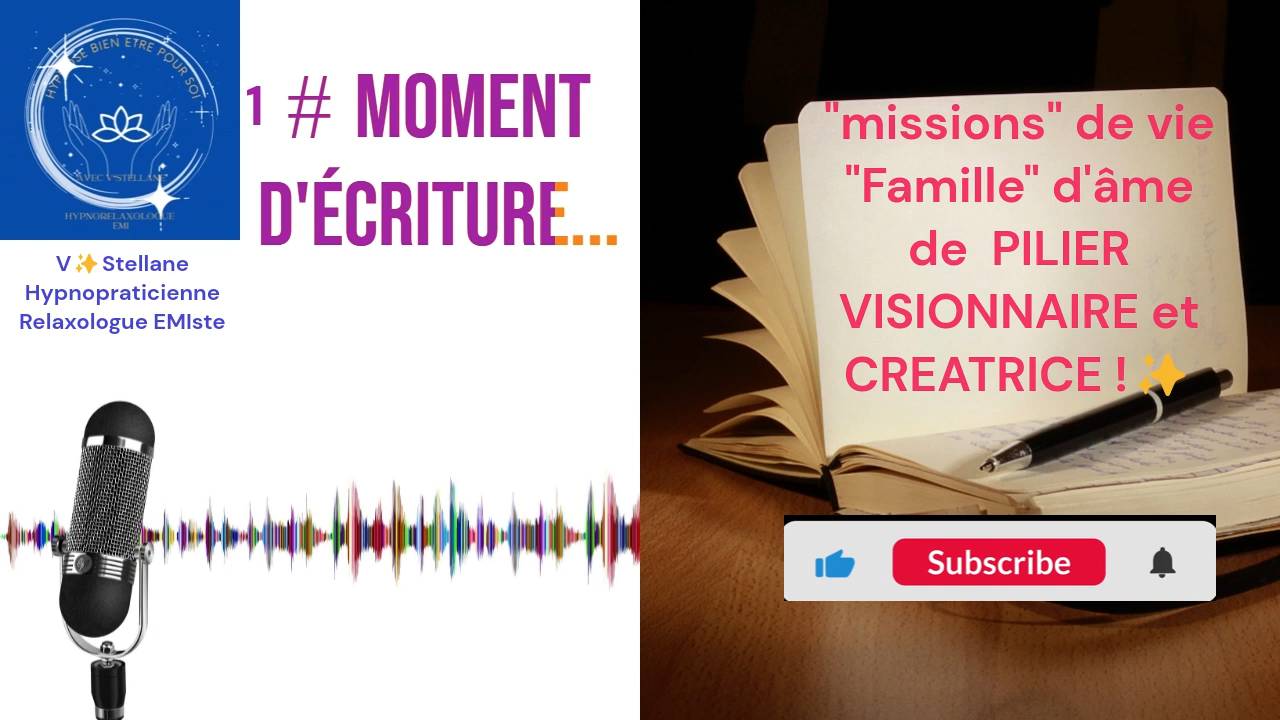 HYPNOSE BIEN ETRE POUR SOI
AVEC V*STELLANE
HYPNORELAXOLOGUE
EMI
V✨Stellane
Hypnopraticienne
Relaxologue EMIste
1 # MOMENT
D'ÉCRITURE...
"missions" de vie
"Famille" d'âme
de PILIER
VISIONNAIRE et
CREATRICE ! ✨
Subscribe